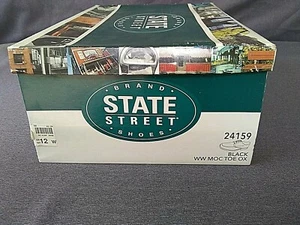 BRAND
STATE
STREET
SHOES
12 W
24159
BLACK
WW MOC TOE OX